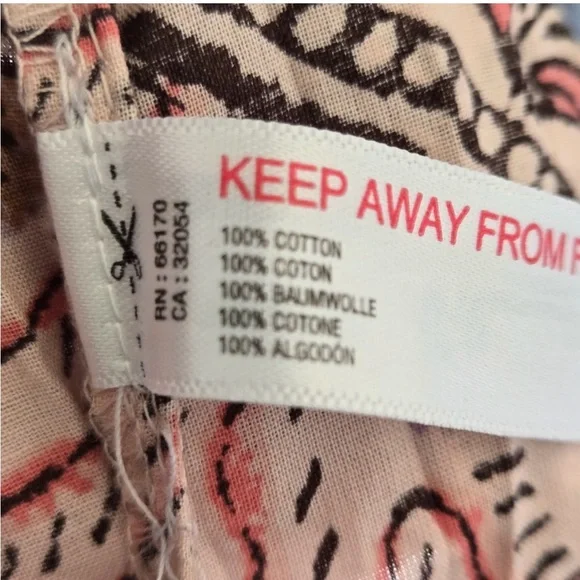 KEEP AWAY FROM F
100% COTTON
100% COTON
100% BAUMWOLLE
100% COTONE
100% ALGODÓN
RN : 66170
CA : 32054